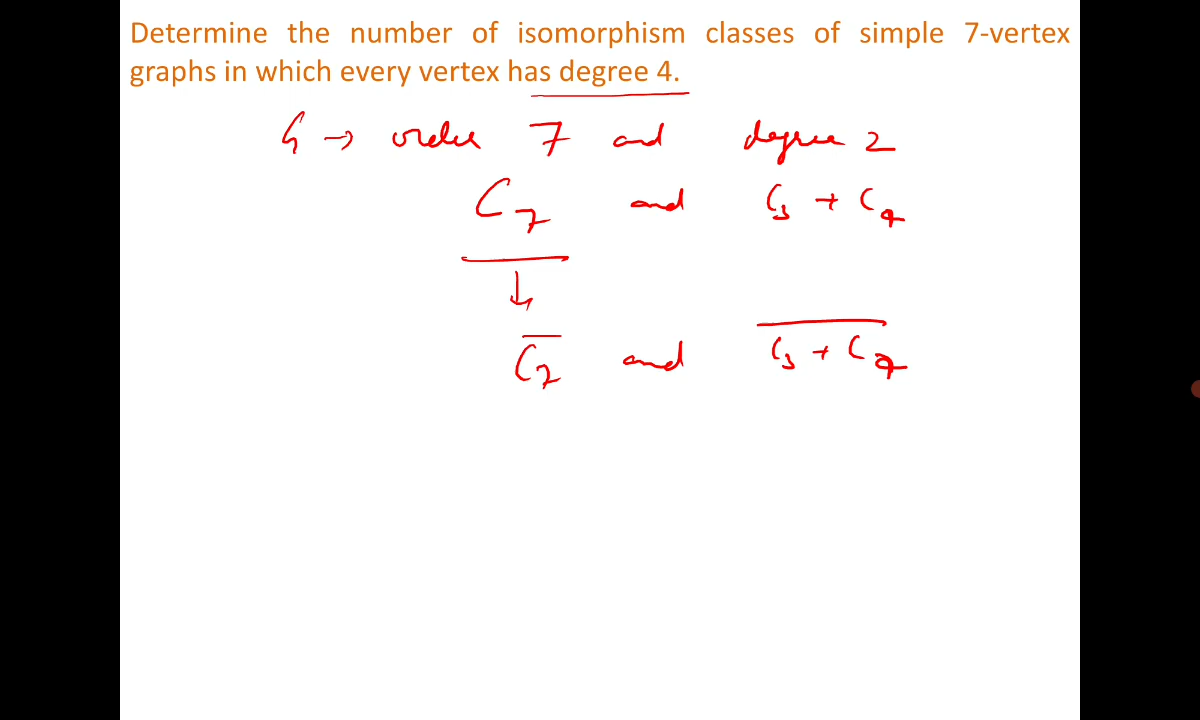 Determine the number of isomorphism classes of simple 7-vertex
graphs in which every vertex has degree 4.
G → order 7 and degree 2
C₇ and C₃ + C₄
↓
C̅₇ and C̅₃ ̅+̅ C̅₄